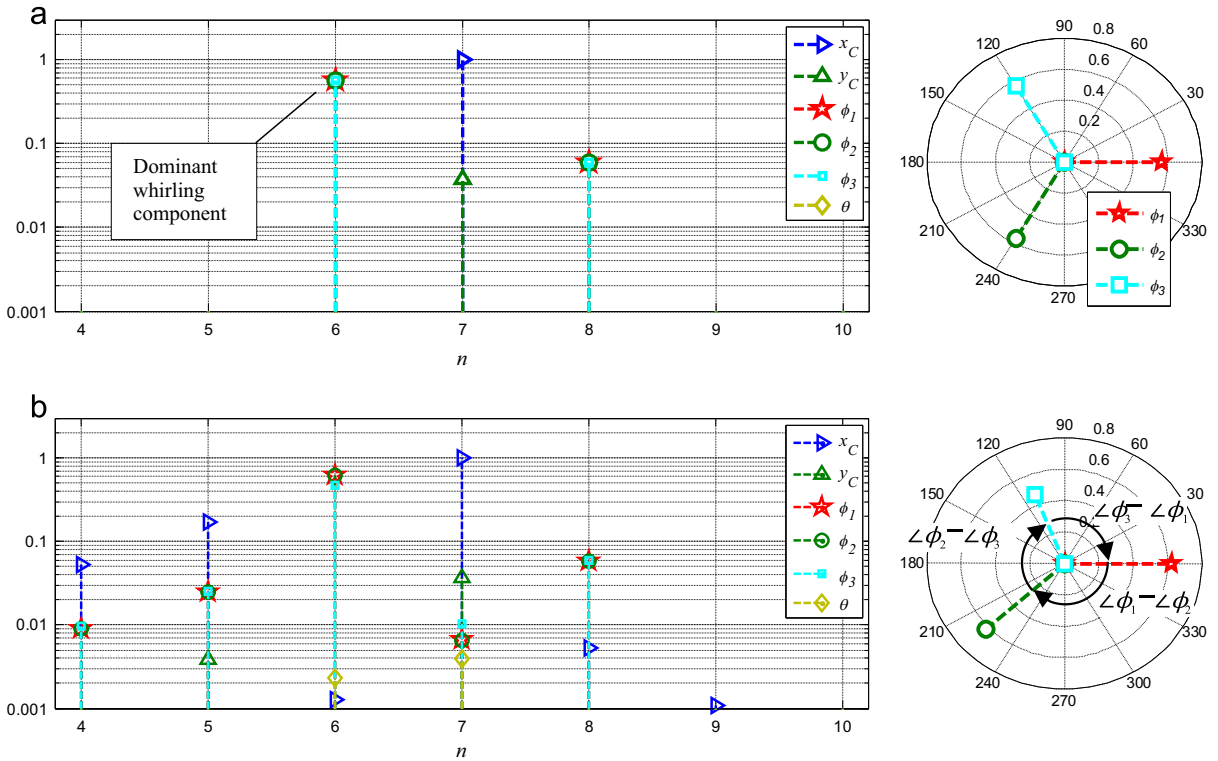 a
1
0.1
0.01
0.001
4 5 6 7 8 9 10
n
Dominant
whirling
component
x_C
y_C
ϕ_1
ϕ_2
ϕ_3
θ
90
120 60
150 30
180
210 330
240
270
0.8
0.6
0.4
0.2
ϕ_1
ϕ_2
ϕ_3
b
1
0.1
0.01
0.001
4 5 6 7 8 9 10
n
x_C
y_C
ϕ_1
ϕ_2
ϕ_3
θ
90
120 60
150 30
180
210 330
240 300
270
0.8
0.6
0.4
0.2
∠ϕ_3−∠ϕ_1
∠ϕ_2−∠ϕ_3
∠ϕ_1−∠ϕ_2